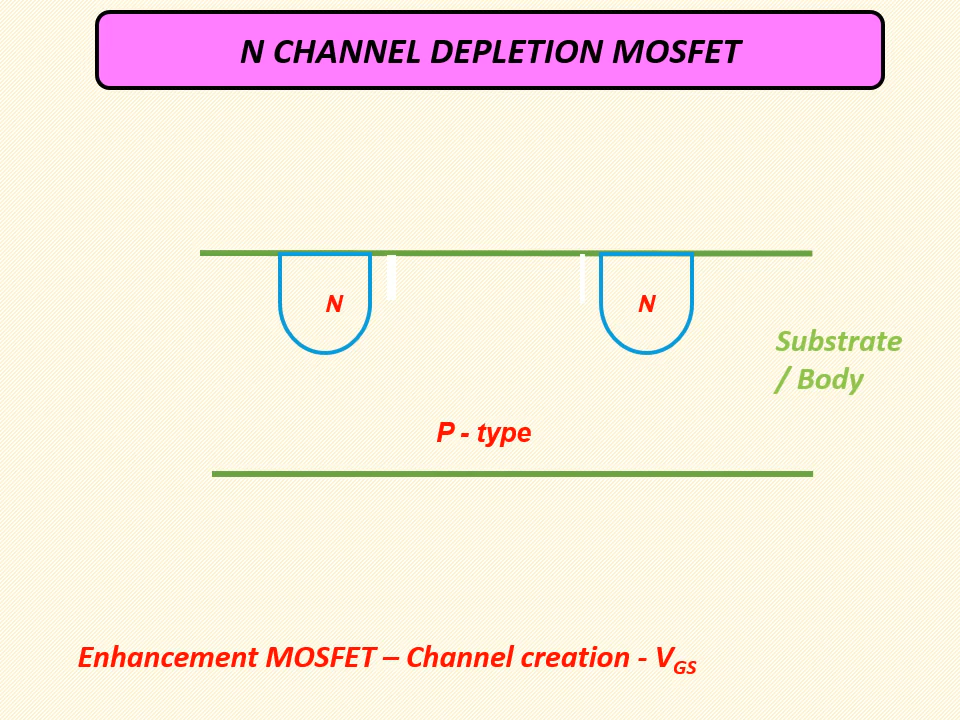 N CHANNEL DEPLETION MOSFET
N
N
Substrate
/ Body
P - type
Enhancement MOSFET – Channel creation - VGS